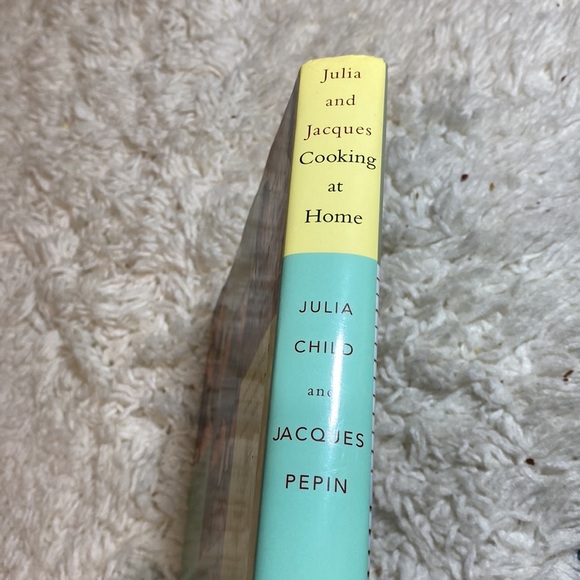 Julia
and
Jacques
Cooking
at
Home
JULIA
CHILD
and
JACQUES
PEPIN